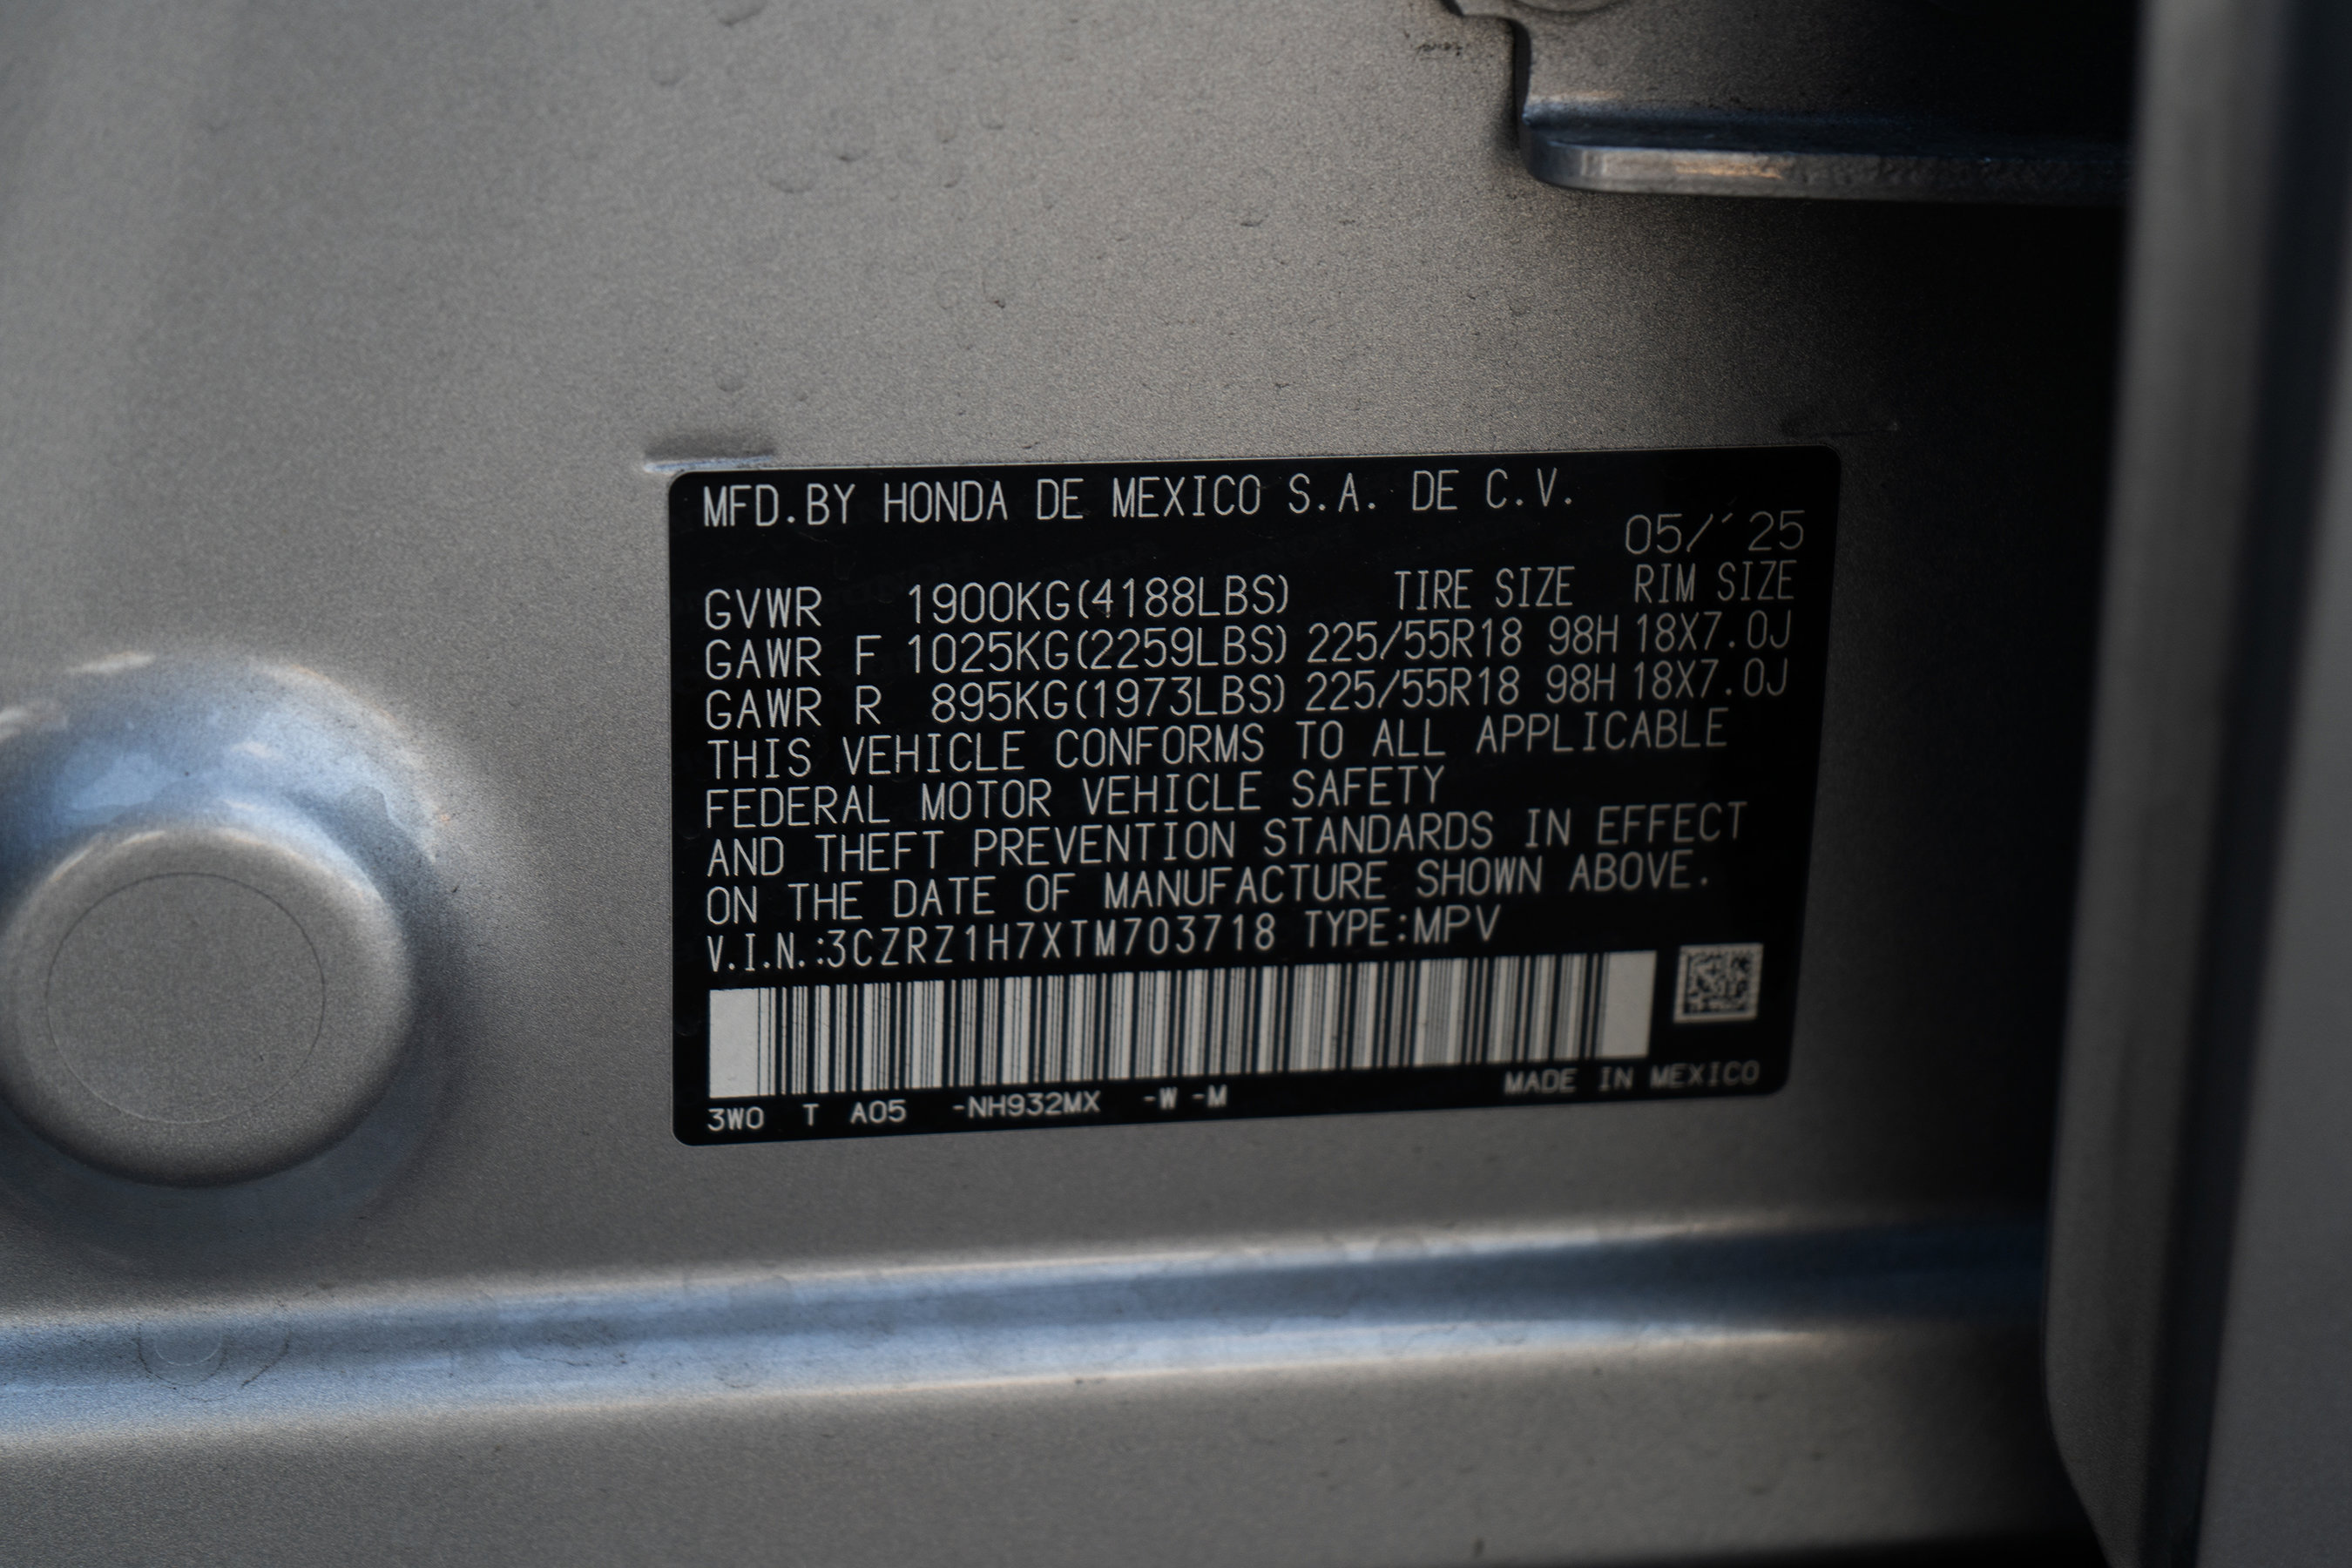 MFD.BY HONDA DE MEXICO S.A. DE C.V.
05/´25
GVWR 1900KG(4188LBS) TIRE SIZE RIM SIZE
GAWR F 1025KG(2259LBS) 225/55R18 98H 18X7.0J
GAWR R 895KG(1973LBS) 225/55R18 98H 18X7.0J
THIS VEHICLE CONFORMS TO ALL APPLICABLE
FEDERAL MOTOR VEHICLE SAFETY
AND THEFT PREVENTION STANDARDS IN EFFECT
ON THE DATE OF MANUFACTURE SHOWN ABOVE.
V.I.N.:3CZRZ1H7XTM703718 TYPE:MPV
3W0 T A05 -NH932MX -W -M MADE IN MEXICO